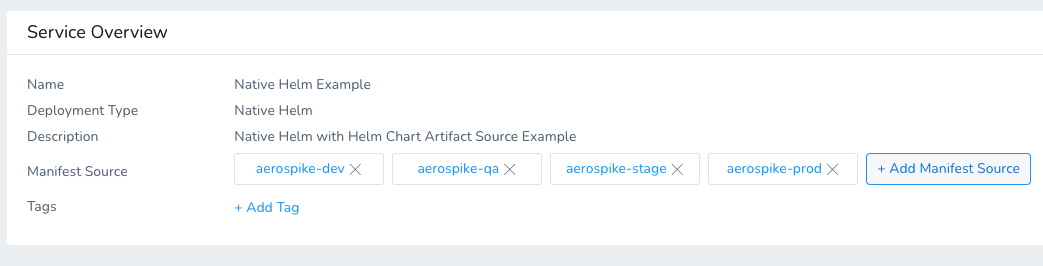 Service Overview
Name Native Helm Example
Deployment Type Native Helm
Description Native Helm with Helm Chart Artifact Source Example
Manifest Source aerospike-dev aerospike-qa aerospike-stage aerospike-prod + Add Manifest Source
Tags + Add Tag